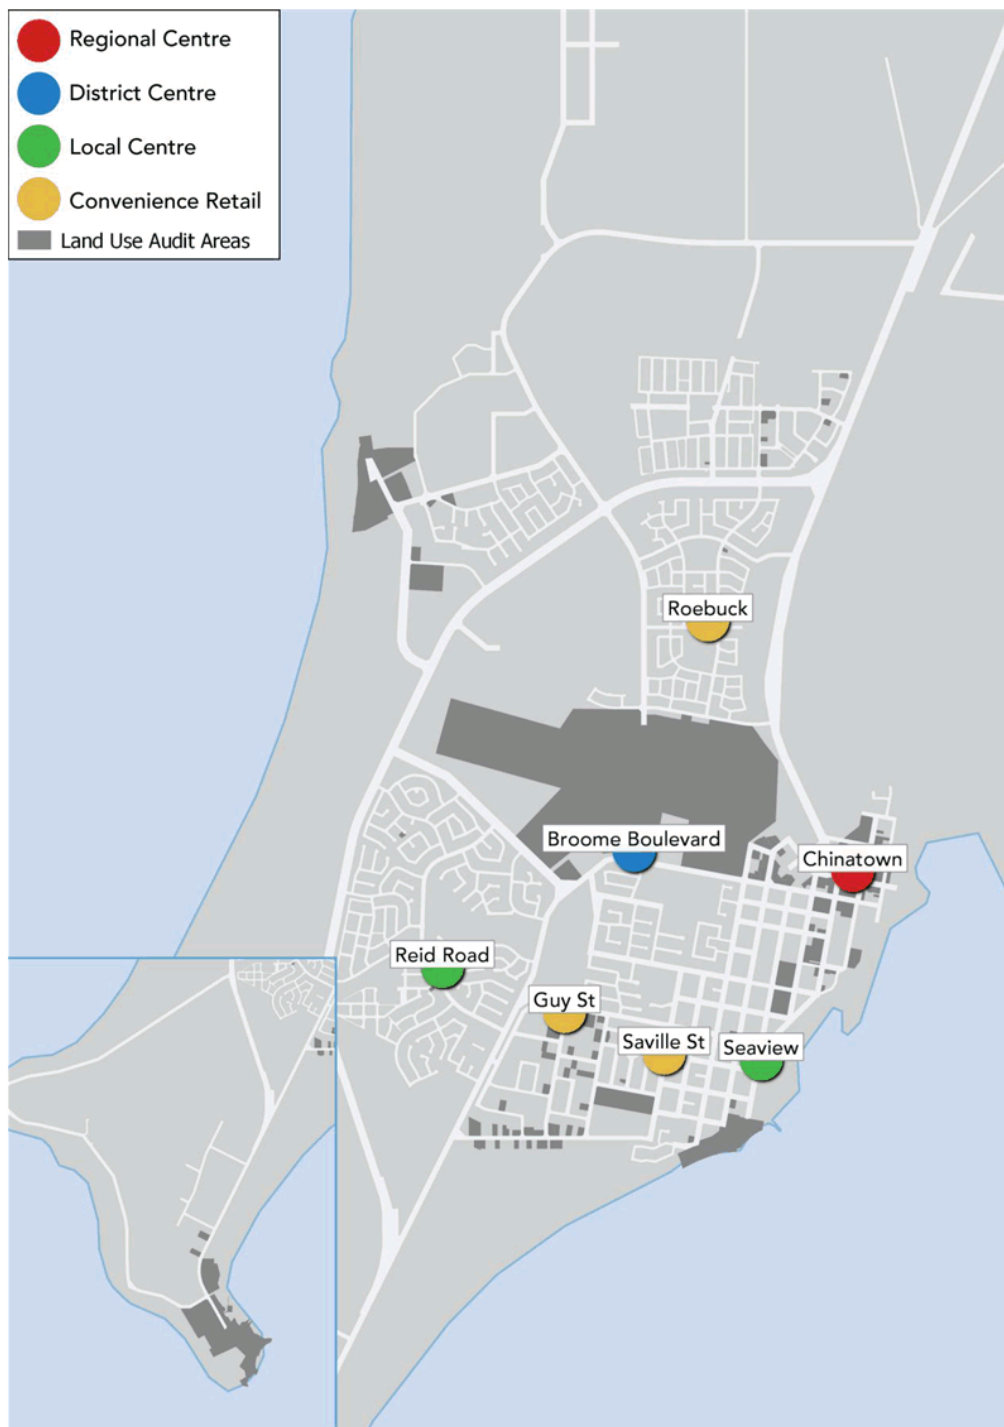 Regional Centre
District Centre
Local Centre
Convenience Retail
Land Use Audit Areas
Roebuck
Broome Boulevard
Chinatown
Reid Road
Guy St
Saville St
Seaview